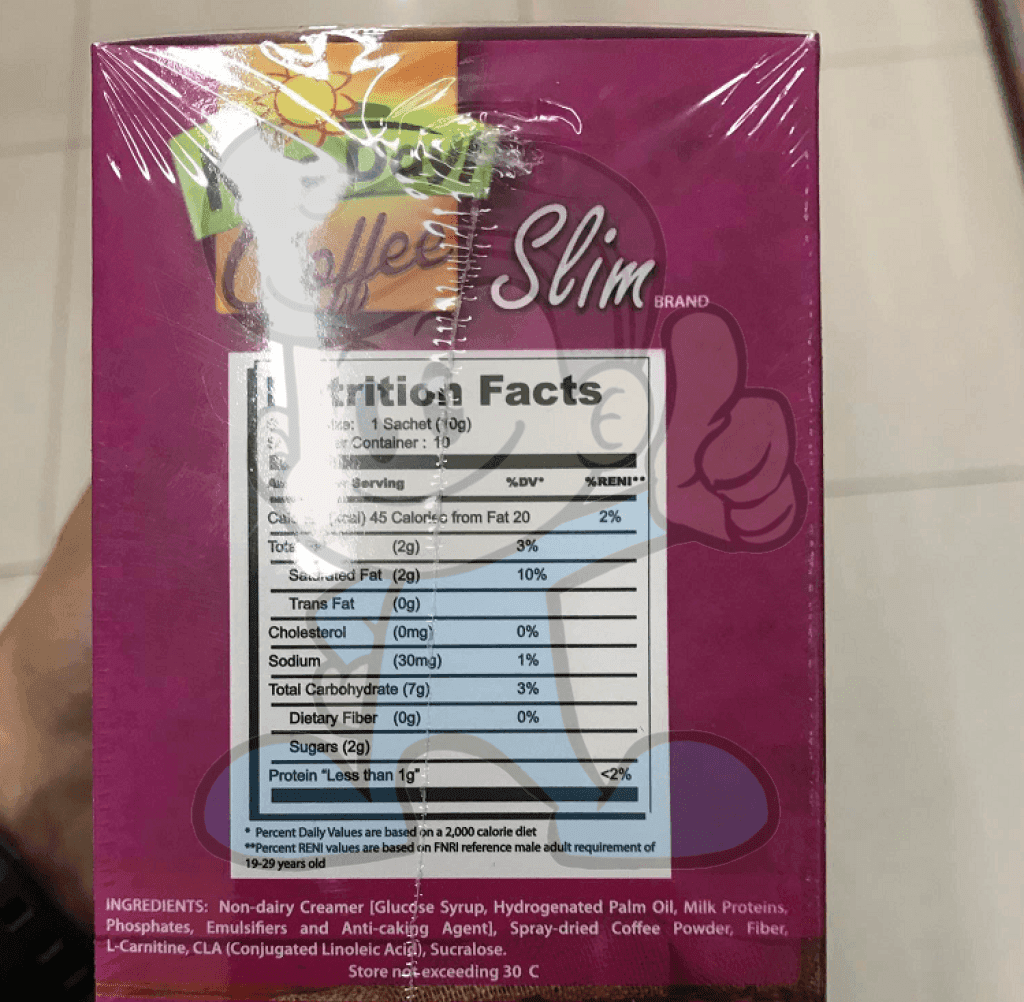 Day!
Coffee
Slim
BRAND
Facts
1 Sachet (10g)
Container : 10
Serving %DV* %RENI**
45 Calories from Fat 20 2%
(2g) 3%
Saturated Fat (2g) 10%
Trans Fat (0g)
Cholesterol (0mg) 0%
Sodium (30mg) 1%
Total Carbohydrate (7g) 3%
Dietary Fiber (0g) 0%
Sugars (2g)
Protein "Less than 1g" <2%
* Percent Daily Values are based on a 2,000 calorie diet
**Percent RENI values are based on FNRI reference male adult requirement of
19-29 years old
INGREDIENTS: Non-dairy Creamer [Glucose Syrup, Hydrogenated Palm Oil, Milk Proteins,
Phosphates, Emulsifiers and Anti-caking Agent], Spray-dried Coffee Powder, Fiber,
L-Carnitine, CLA (Conjugated Linoleic Acid), Sucralose.
Store not exceeding 30 C